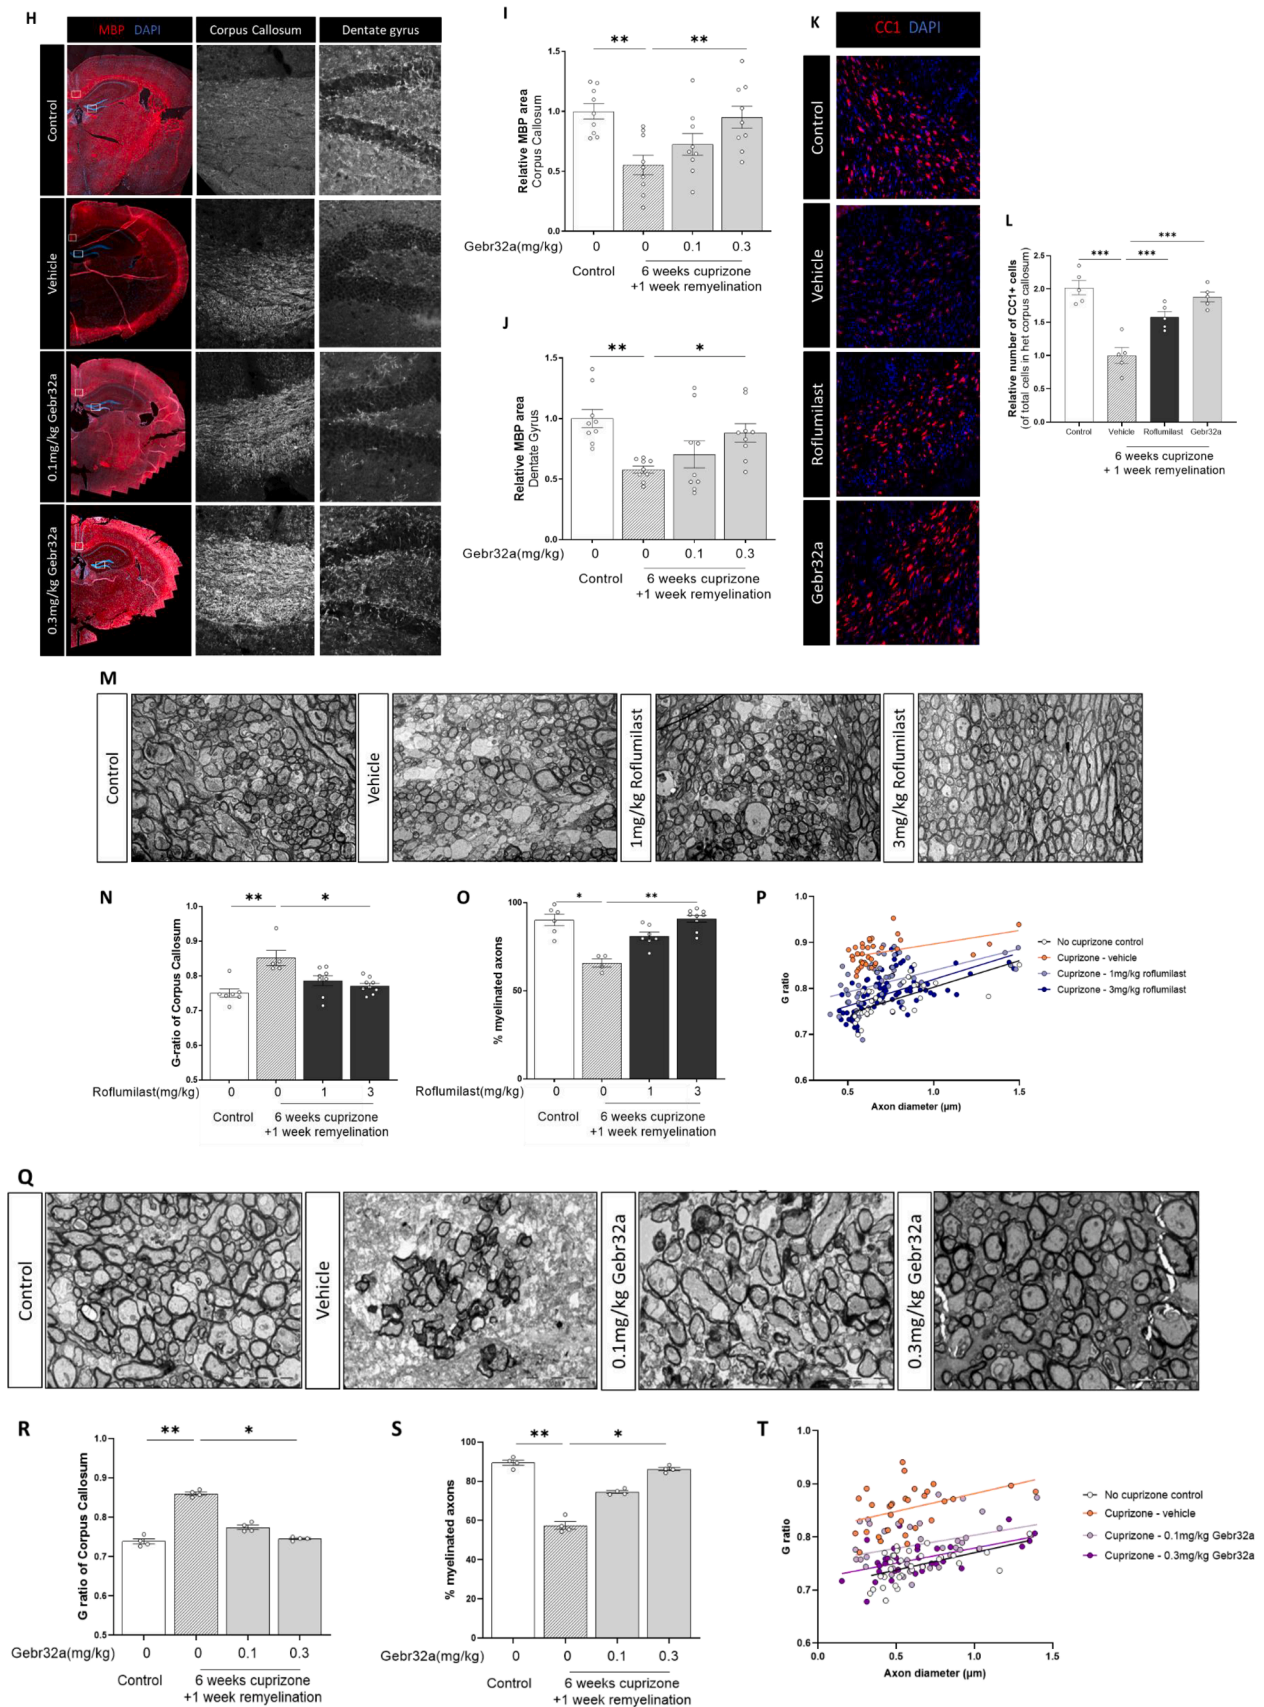 H
MBP DAPI
Corpus Callosum
Dentate gyrus
Control
Vehicle
0.1mg/kg Gebr32a
0.3mg/kg Gebr32a
I
Relative MBP area
Corpus Callosum
1.5
1.0
0.5
0.0
** **
Gebr32a(mg/kg) 0 0 0.1 0.3
Control 6 weeks cuprizone
+1 week remyelination
J
Relative MBP area
Dentate Gyrus
1.5
1.0
0.5
0.0
** *
Gebr32a(mg/kg) 0 0 0.1 0.3
Control 6 weeks cuprizone
+1 week remyelination
K
CC1 DAPI
Control
Vehicle
Roflumilast
Gebr32a
L
Relative number of CC1+ cells
(of total cells in het corpus callosum)
2.5
2.0
1.5
1.0
0.5
0.0
***
*** ***
Control Vehicle Roflumilast Gebr32a
6 weeks cuprizone
+ 1 week remyelination
M
Control
Vehicle
1mg/kg Roflumilast
3mg/kg Roflumilast
N
G-ratio of Corpus Callosum
1.0
0.9
0.8
0.7
0.6
0.5
** *
Roflumilast(mg/kg) 0 0 1 3
Control 6 weeks cuprizone
+1 week remyelination
O
% myelinated axons
100
50
0
* **
Roflumilast(mg/kg) 0 0 1 3
Control 6 weeks cuprizone
+1 week remyelination
P
G ratio
1.0
0.9
0.8
0.7
0.6
0.5 1.0 1.5
Axon diameter (µm)
No cuprizone control
Cuprizone - vehicle
Cuprizone - 1mg/kg roflumilast
Cuprizone - 3mg/kg roflumilast
Q
Control
Vehicle
0.1mg/kg Gebr32a
0.3mg/kg Gebr32a
R
G ratio of Corpus Callosum
1.0
0.9
0.8
0.7
0.6
0.5
** *
Gebr32a(mg/kg) 0 0 0.1 0.3
Control 6 weeks cuprizone
+1 week remyelination
S
% myelinated axons
100
80
60
40
20
0
** *
Gebr32a(mg/kg) 0 0 0.1 0.3
Control 6 weeks cuprizone
+1 week remyelination
T
G ratio
1.0
0.9
0.8
0.7
0.6
0.0 0.5 1.0 1.5
Axon diameter (µm)
No cuprizone control
Cuprizone - vehicle
Cuprizone - 0.1mg/kg Gebr32a
Cuprizone - 0.3mg/kg Gebr32a